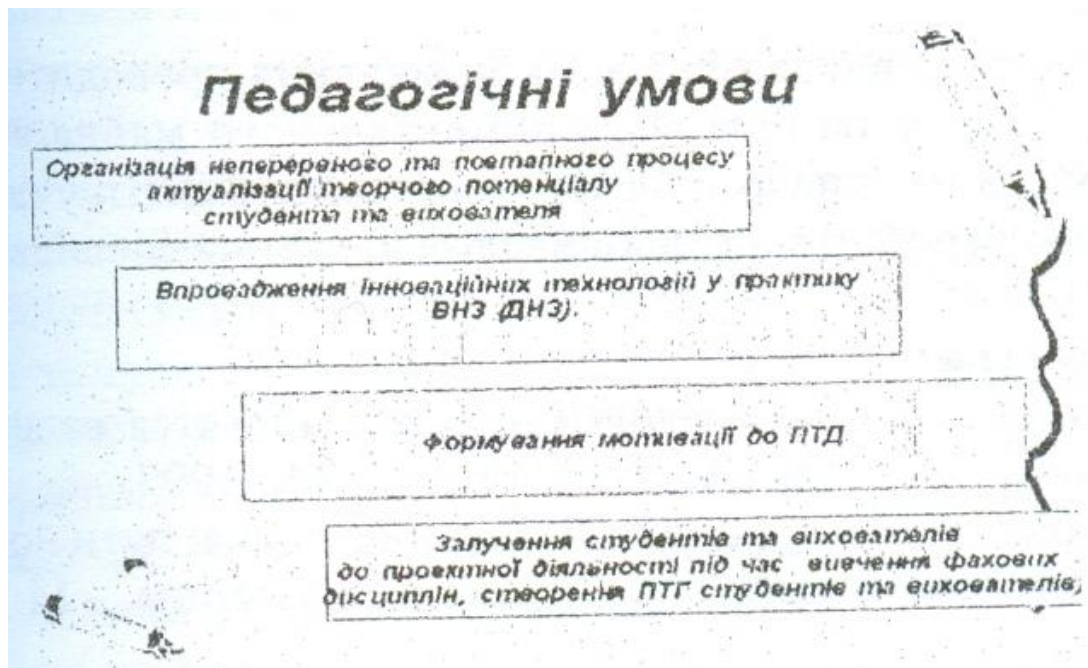 Педагогічні умови
Організація неперереного та поетапного процесу
актуалізації творчого потенціалу
студента та вихователя
Впровадження інноваційних технологій у практику
ВНЗ (ДНЗ).
формування мотивації до ПТД
Залучення студентів та вихователів
до проектної діяльності під час вивчення фахових
дисциплін, створення ПТГ студентів та вихователів,